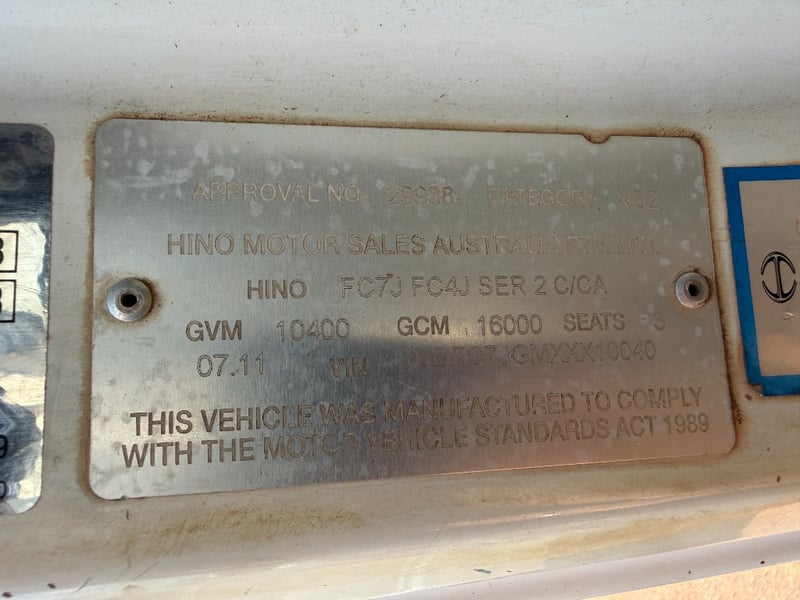 APPROVAL NO 29958 CATEGORY NB2
HINO MOTOR SALES AUSTRALIA PTY. LTD.
HINO FC7J FC4J SER 2 C/CA
GVM 10400 GCM 16000 SEATS 3
07.11 VIN
THIS VEHICLE WAS MANUFACTURED TO COMPLY
WITH THE MOTOR VEHICLE STANDARDS ACT 1989